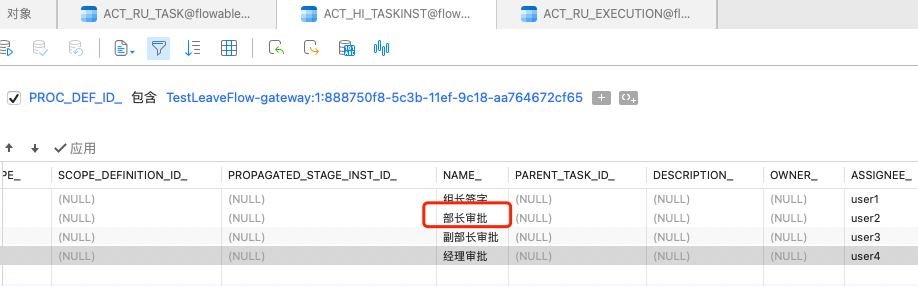 对象 ACT_RU_TASK@flowable... ACT_HI_TASKINST@flow... ACT_RU_EXECUTION@fl...
PROC_DEF_ID_ 包含 TestLeaveFlow-gateway:1:888750f8-5c3b-11ef-9c18-aa764672cf65
应用
PE_ SCOPE_DEFINITION_ID_ PROPAGATED_STAGE_INST_ID_ NAME_ PARENT_TASK_ID_ DESCRIPTION_ OWNER_ ASSIGNEE_
(NULL) (NULL) 组长签字 (NULL) (NULL) (NULL) user1
(NULL) (NULL) 部长审批 (NULL) (NULL) (NULL) user2
(NULL) (NULL) 副部长审批 (NULL) (NULL) (NULL) user3
(NULL) (NULL) 经理审批 (NULL) (NULL) (NULL) user4